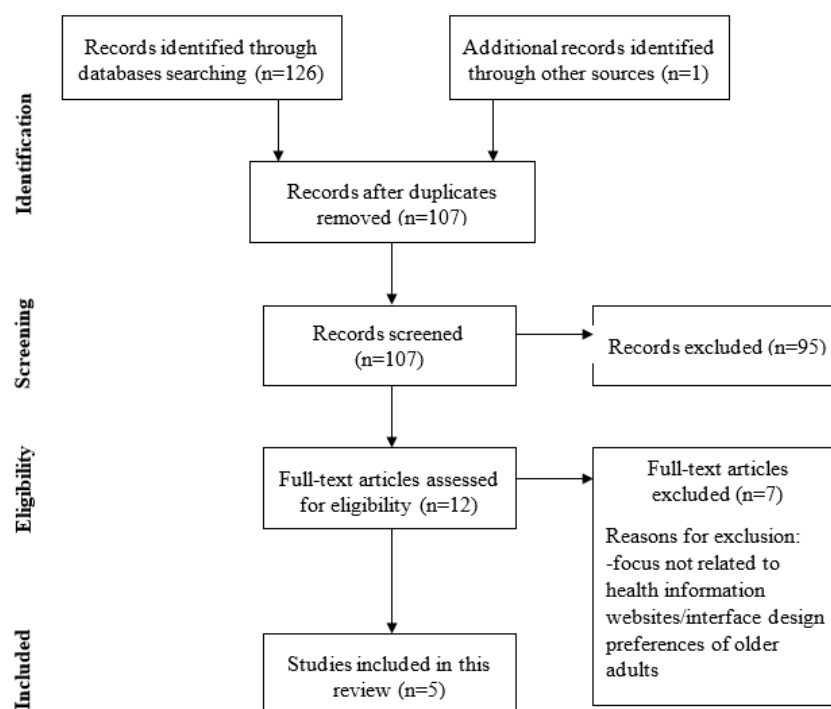 Records identified through
databases searching (n=126)
Additional records identified
through other sources (n=1)
Identification
Records after duplicates
removed (n=107)
Screening
Records screened
(n=107)
Records excluded (n=95)
Eligibility
Full-text articles assessed
for eligibility (n=12)
Full-text articles
excluded (n=7)
Reasons for exclusion:
-focus not related to
health information
websites/interface design
preferences of older
adults
Included
Studies included in this
review (n=5)